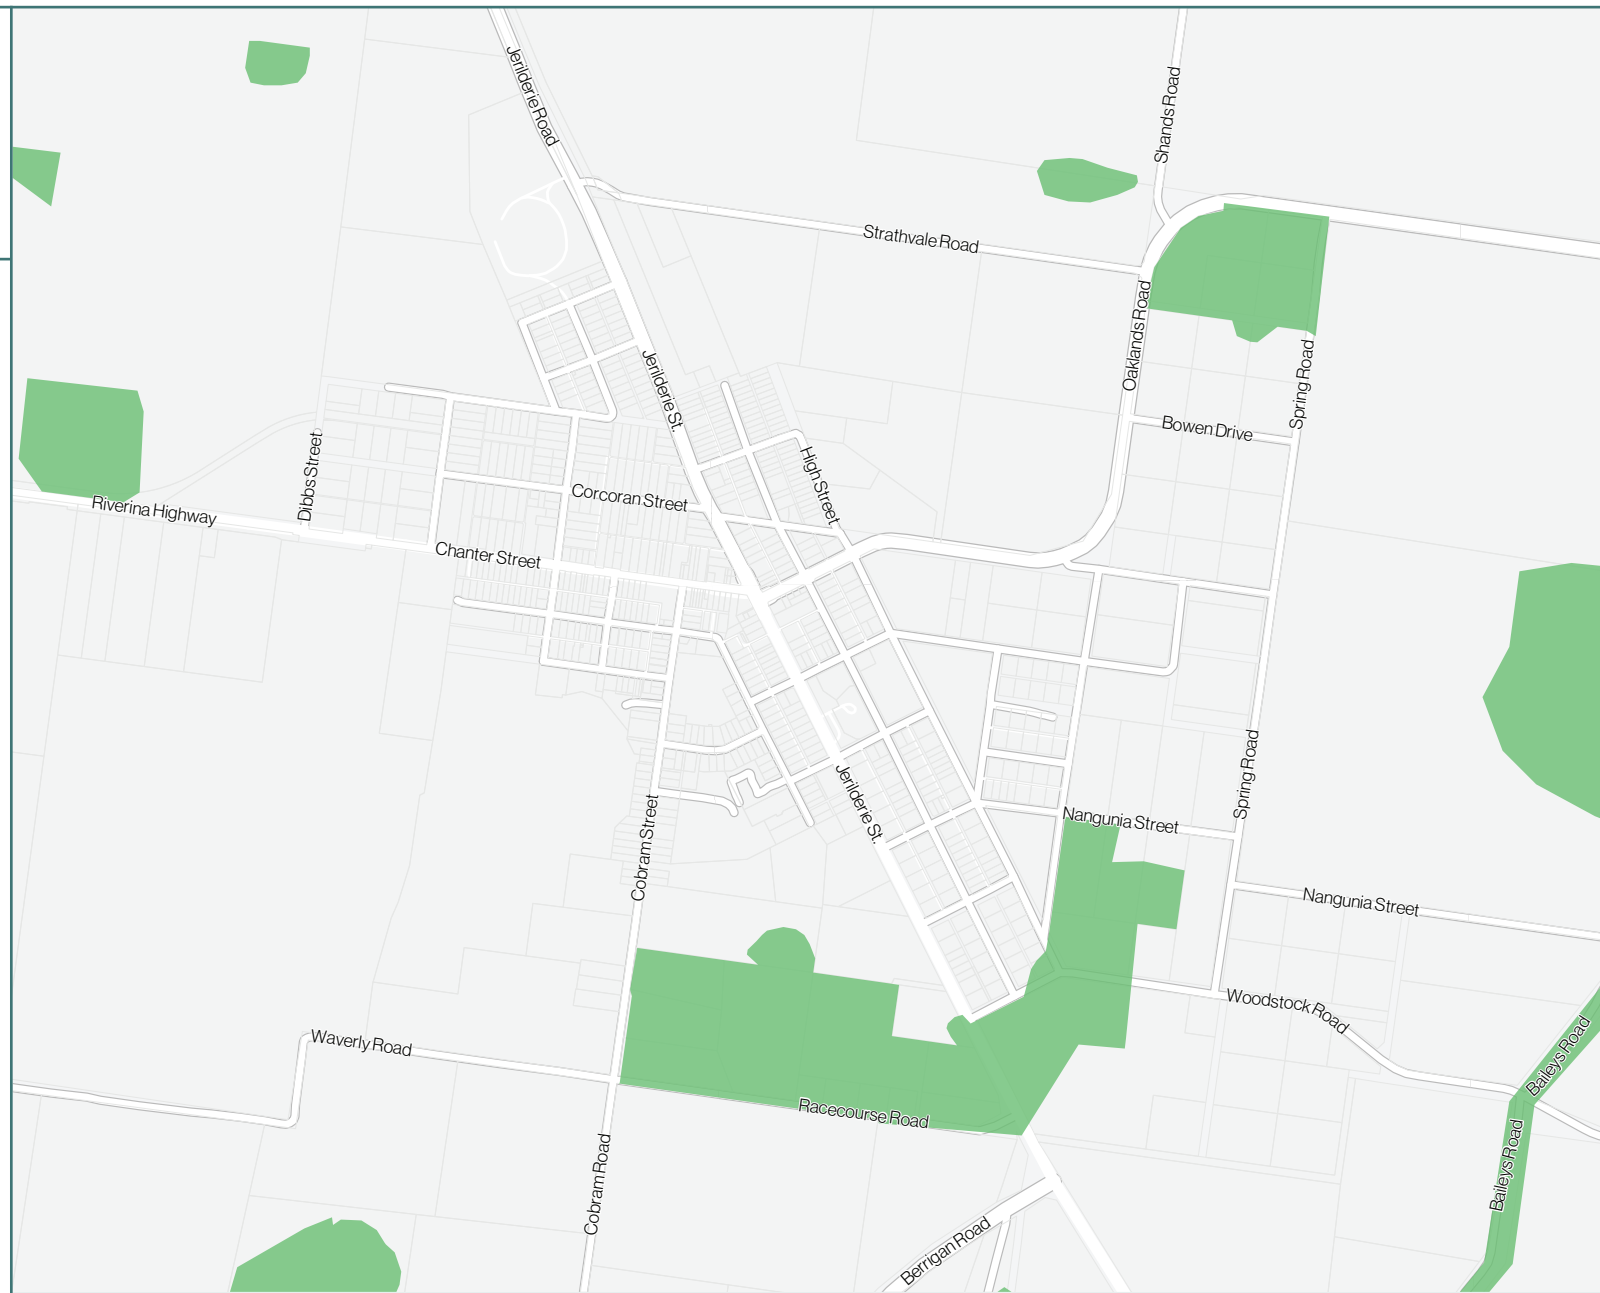 Jerilderie Road
Shands Road
Strathvale Road
Oaklands Road
Spring Road
Jerilderie St.
Bowen Drive
Dibbs Street
High Street
Corcoran Street
Riverina Highway
Chanter Street
Spring Road
Jerilderie St.
Cobram Street
Nangunia Street
Nangunia Street
Woodstock Road
Waverly Road
Baileys Road
Racecourse Road
Baileys Road
Cobram Road
Berrigan Road